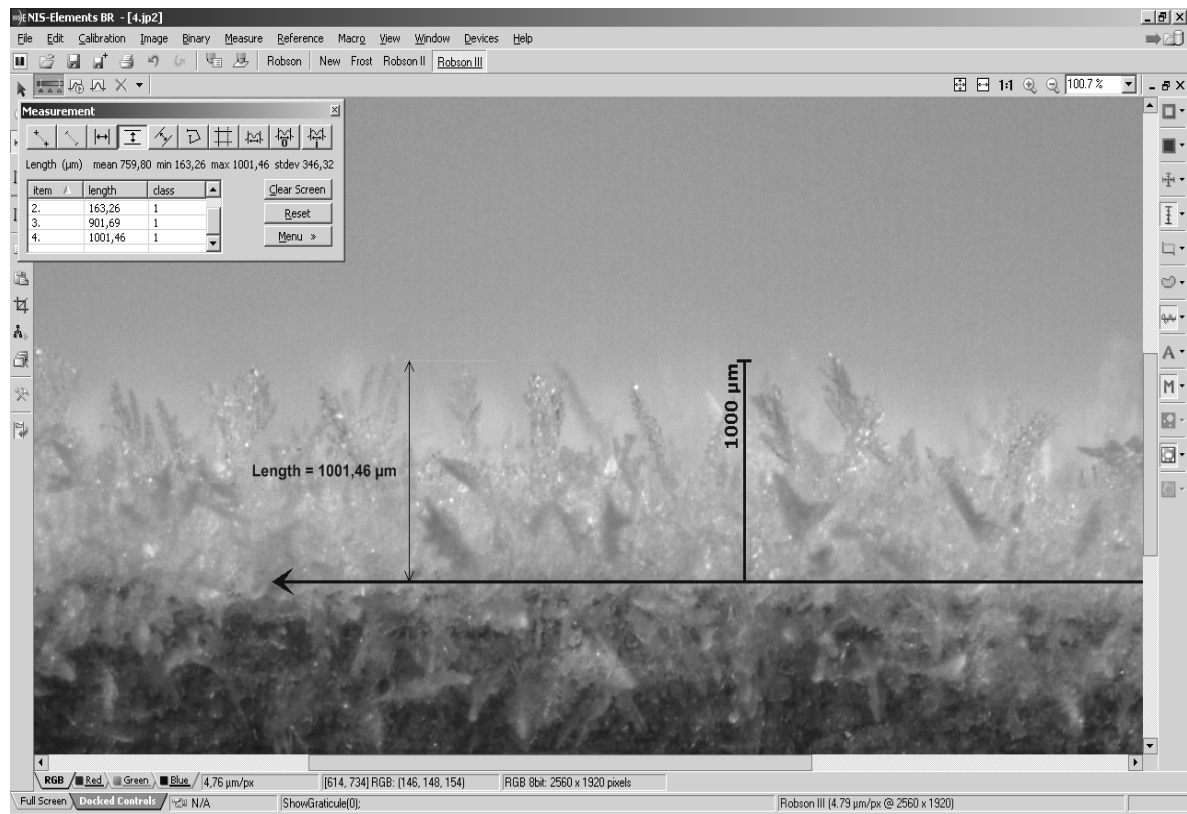 NIS-Elements BR - [4.jp2]
File Edit Calibration Image Binary Measure Reference Macro View Window Devices Help
Robson New Frost Robson II Robson III
1:1 100.7 %
Measurement
Length (µm) mean 759,80 min 163,26 max 1001,46 stdev 346,32
item length class
2. 163,26 1
3. 901,69 1
4. 1001,46 1
Clear Screen
Reset
Menu »
1000 µm
Length = 1001,46 µm
RGB Red Green Blue 4,76 µm/px [614, 734] RGB: (146, 148, 154) RGB 8bit: 2560 x 1920 pixels
Full Screen Docked Controls N/A ShowGraticule(0); Robson III (4.79 µm/px @ 2560 x 1920)